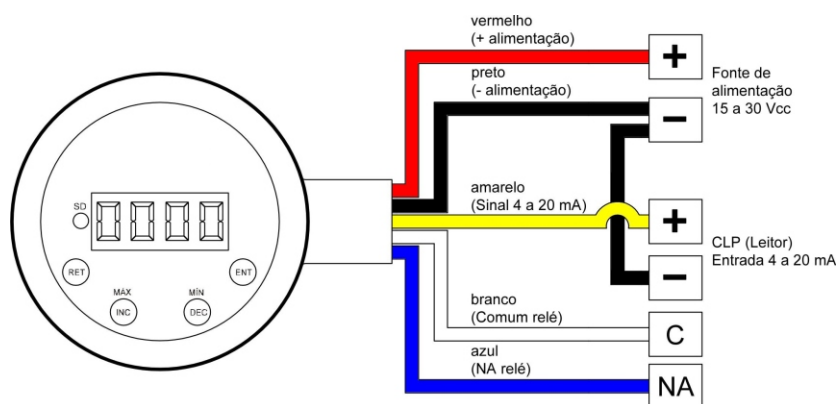 vermelho
(+ alimentação)
+
preto
(- alimentação)
−
Fonte de
alimentação
15 a 30 Vcc
SD
0000
RET
ENT
MÁX
INC
MÍN
DEC
amarelo
(Sinal 4 a 20 mA)
+
−
CLP (Leitor)
Entrada 4 a 20 mA
branco
(Comum relé)
C
azul
(NA relé)
NA